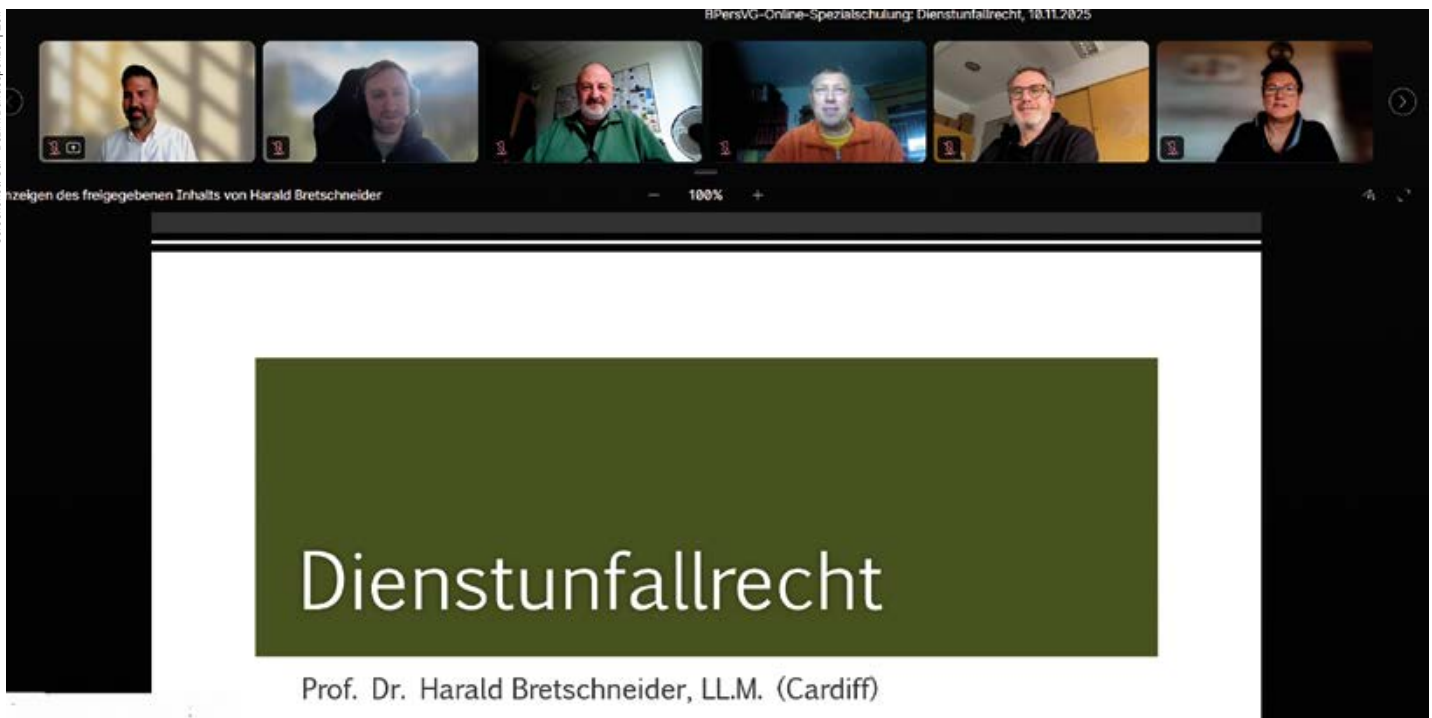 BPersVG-Online-Spezialschulung: Dienstunfallrecht, 10.11.2025
nzeigen des freigegebenen Inhalts von Harald Bretschneider
100%
Dienstunfallrecht
Prof. Dr. Harald Bretschneider, LL.M. (Cardiff)